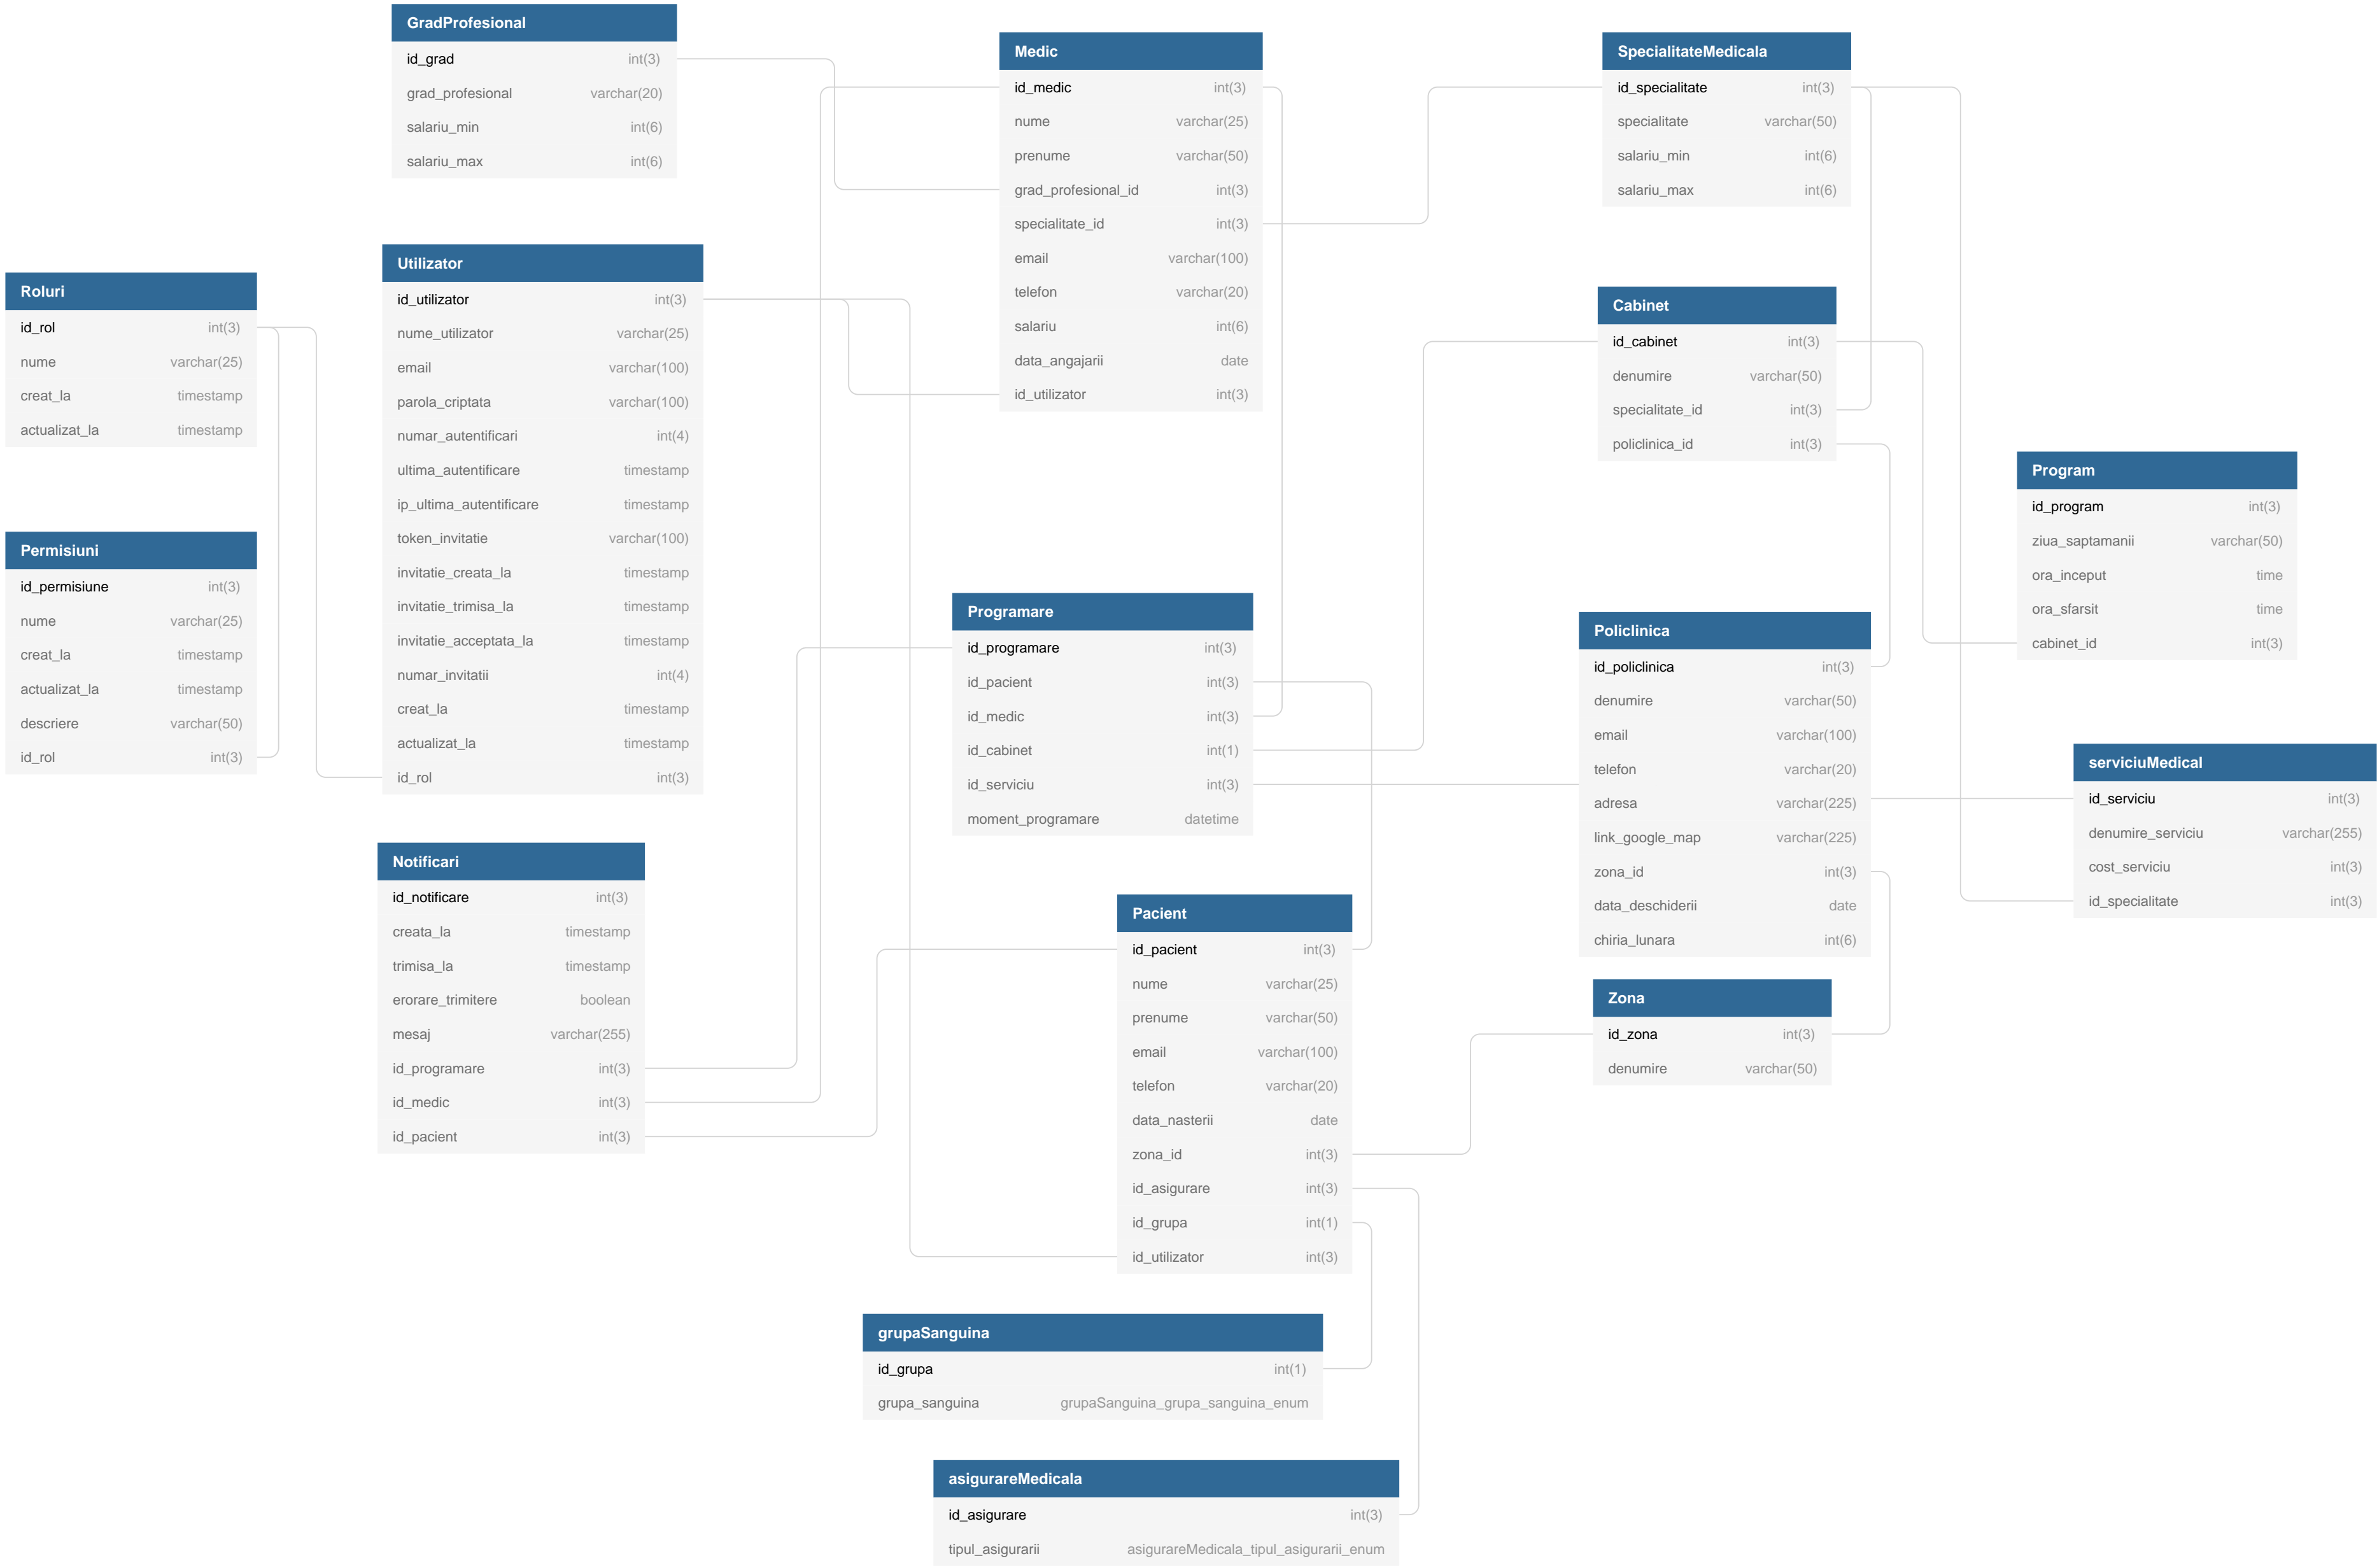 GradProfesional
id_grad int(3)
grad_profesional varchar(20)
salariu_min int(6)
salariu_max int(6)
Medic
id_medic int(3)
nume varchar(25)
prenume varchar(50)
grad_profesional_id int(3)
specialitate_id int(3)
email varchar(100)
telefon varchar(20)
salariu int(6)
data_angajarii date
id_utilizator int(3)
SpecialitateMedicala
id_specialitate int(3)
specialitate varchar(50)
salariu_min int(6)
salariu_max int(6)
Roluri
id_rol int(3)
nume varchar(25)
creat_la timestamp
actualizat_la timestamp
Utilizator
id_utilizator int(3)
nume_utilizator varchar(25)
email varchar(100)
parola_criptata varchar(100)
numar_autentificari int(4)
ultima_autentificare timestamp
ip_ultima_autentificare timestamp
token_invitatie varchar(100)
invitatie_creata_la timestamp
invitatie_trimisa_la timestamp
invitatie_acceptata_la timestamp
numar_invitatii int(4)
creat_la timestamp
actualizat_la timestamp
id_rol int(3)
Cabinet
id_cabinet int(3)
denumire varchar(50)
specialitate_id int(3)
policlinica_id int(3)
Program
id_program int(3)
ziua_saptamanii varchar(50)
ora_inceput time
ora_sfarsit time
cabinet_id int(3)
Permisiuni
id_permisiune int(3)
nume varchar(25)
creat_la timestamp
actualizat_la timestamp
descriere varchar(50)
id_rol int(3)
Programare
id_programare int(3)
id_pacient int(3)
id_medic int(3)
id_cabinet int(1)
id_serviciu int(3)
moment_programare datetime
Policlinica
id_policlinica int(3)
denumire varchar(50)
email varchar(100)
telefon varchar(20)
adresa varchar(225)
link_google_map varchar(225)
zona_id int(3)
data_deschiderii date
chiria_lunara int(6)
serviciuMedical
id_serviciu int(3)
denumire_serviciu varchar(255)
cost_serviciu int(3)
id_specialitate int(3)
Notificari
id_notificare int(3)
creata_la timestamp
trimisa_la timestamp
erorare_trimitere boolean
mesaj varchar(255)
id_programare int(3)
id_medic int(3)
id_pacient int(3)
Pacient
id_pacient int(3)
nume varchar(25)
prenume varchar(50)
email varchar(100)
telefon varchar(20)
data_nasterii date
zona_id int(3)
id_asigurare int(3)
id_grupa int(1)
id_utilizator int(3)
Zona
id_zona int(3)
denumire varchar(50)
grupaSanguina
id_grupa int(1)
grupa_sanguina grupaSanguina_grupa_sanguina_enum
asigurareMedicala
id_asigurare int(3)
tipul_asigurarii asigurareMedicala_tipul_asigurarii_enum